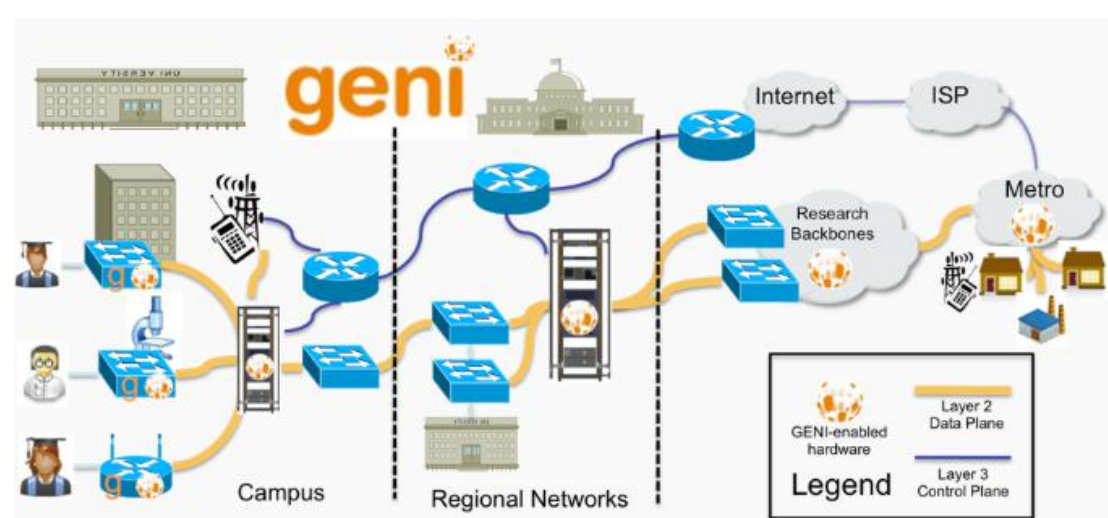 UNIVERSITY
geni
Internet
ISP
Metro
Research
Backbones
g
g
g
Campus
Regional Networks
GENI-enabled
hardware
Layer 2
Data Plane
Legend
Layer 3
Control Plane